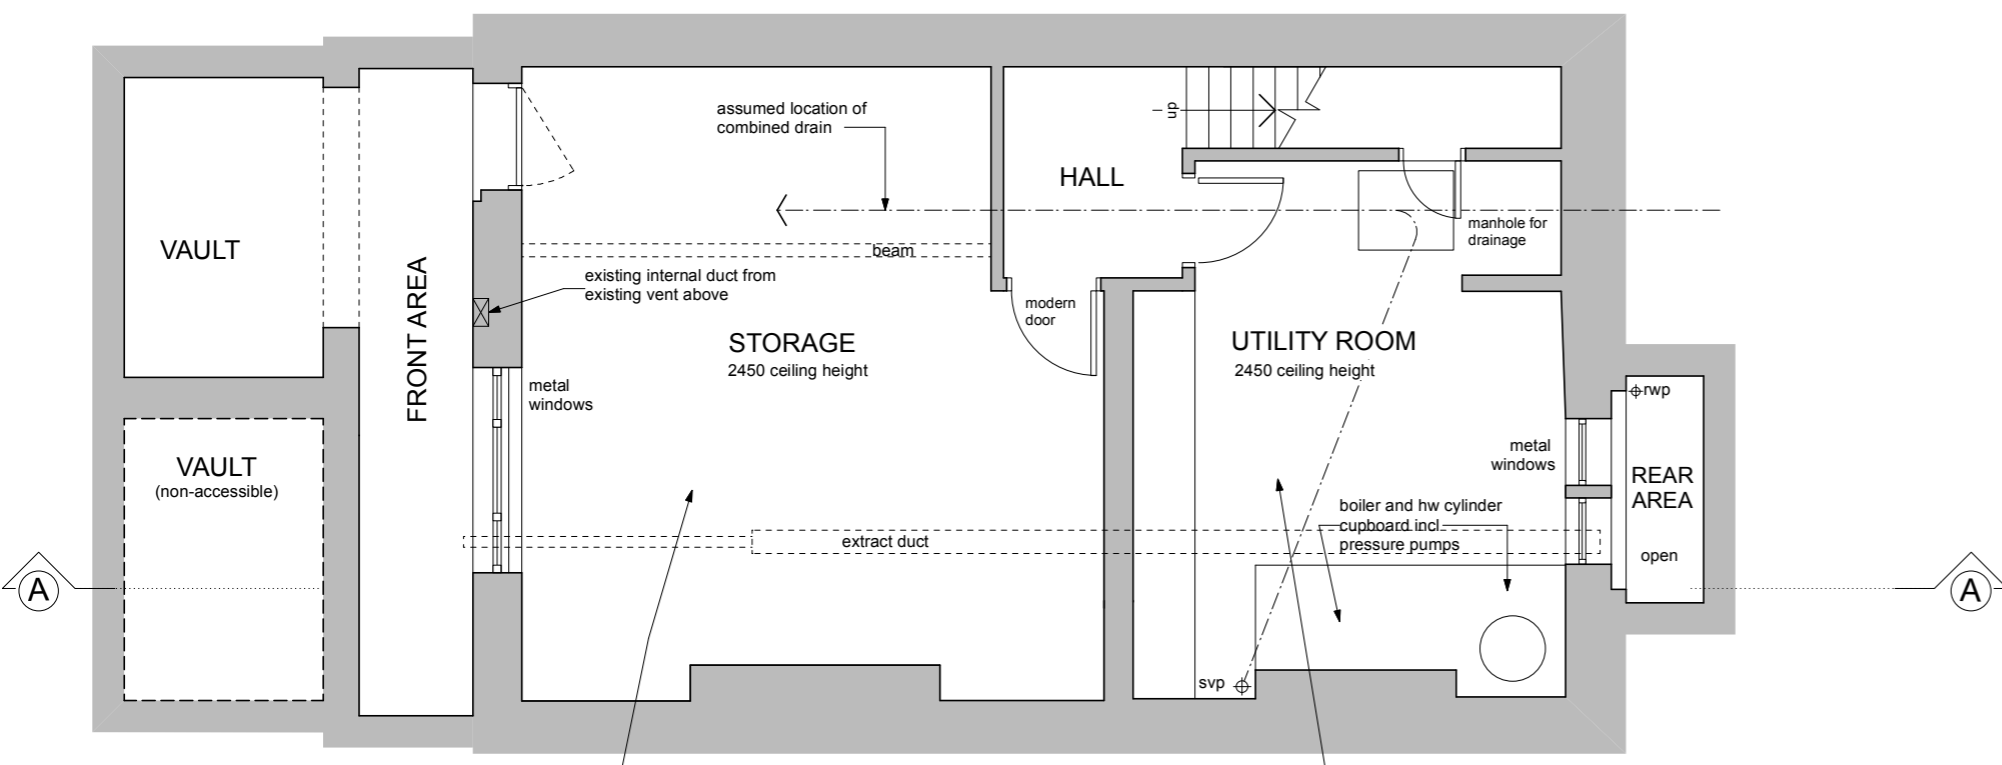 assumed location of
combined drain
up
HALL
VAULT
FRONT AREA
beam
manhole for
drainage
existing internal duct from
existing vent above
modern
door
STORAGE
2450 ceiling height
UTILITY ROOM
2450 ceiling height
metal
windows
rwp
VAULT
(non-accessible)
metal
windows
REAR
AREA
boiler and hw cylinder
cupboard incl
pressure pumps
extract duct
open
A
A
svp